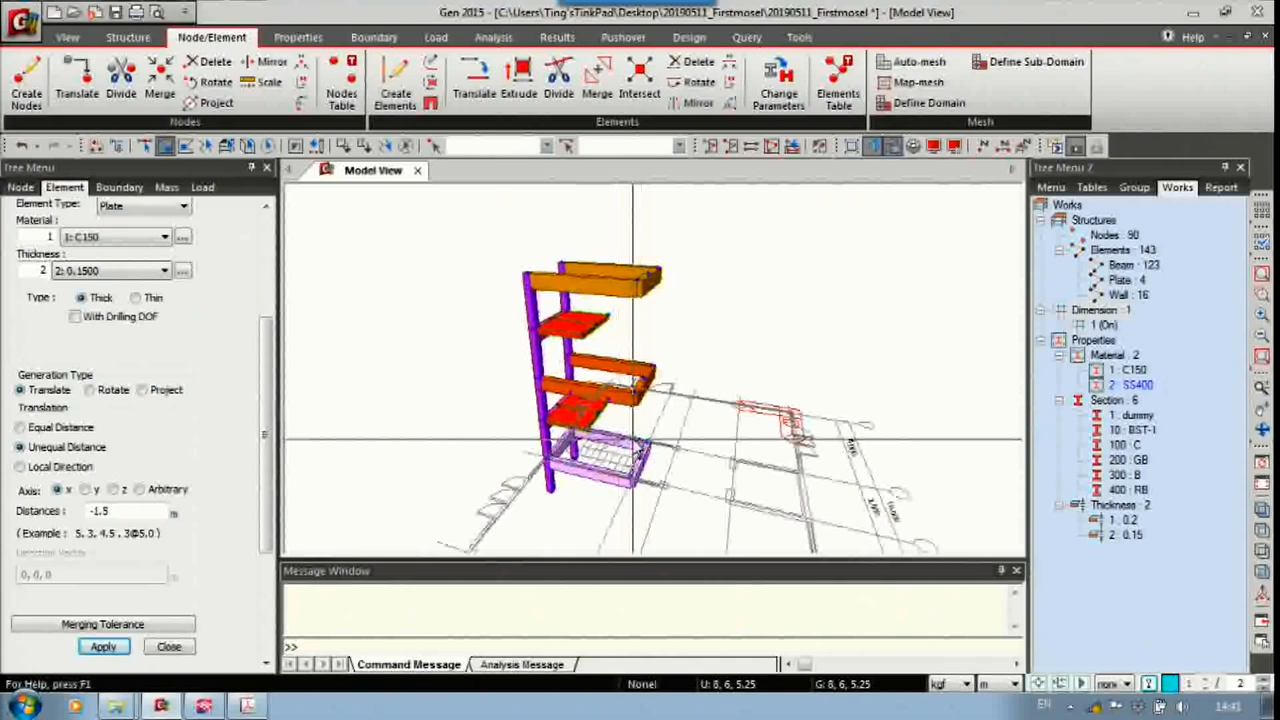 Gen 2015 - [C:\Users\Ting'sTinkPad\Desktop\20190511_Firstmosel\20190511_Firstmosel *] - [Model View]
View Structure Node/Element Properties Boundary Load Analysis Results Pushover Design Query Tools Help
Delete Mirror Delete Auto-mesh Define Sub-Domain
Rotate Scale Rotate Map-mesh
Create Nodes Translate Divide Merge Project Nodes Table Create Elements Translate Extrude Divide Merge Intersect Mirror Change Parameters Elements Table Define Domain
Nodes Elements Mesh
Tree Menu
Model View
Tree Menu 2
Node Element Boundary Mass Load
Menu Tables Group Works Report
Element Type: Plate
Material :
1 1: C150
Thickness :
2 2: 0.1500
Type : Thick Thin
With Drilling DOF
Generation Type
Translate Rotate Project
Translation
Equal Distance
Unequal Distance
Local Direction
Axis: x y z Arbitrary
Distances : -1.5 m
( Example : 5, 3, 4.5 , 3@5.0 )
0, 0, 0
Merging Tolerance
Apply Close
Works
Structures
Nodes : 90
Elements : 143
Beam : 123
Plate : 4
Wall : 16
Dimension : 1
1 (On)
Properties
Material : 2
1 : C150
2 : SS400
Section : 6
1 : dummy
10 : BST-1
100 : C
200 : GB
300 : B
400 : RB
Thickness : 2
1 : 0.2
2 : 0.15
Message Window
>>
Command Message Analysis Message
For Help, press F1 None! U: 8, 6, 5.25 G: 8, 6, 5.25 kgf m none 1 / 2
EN 14:41